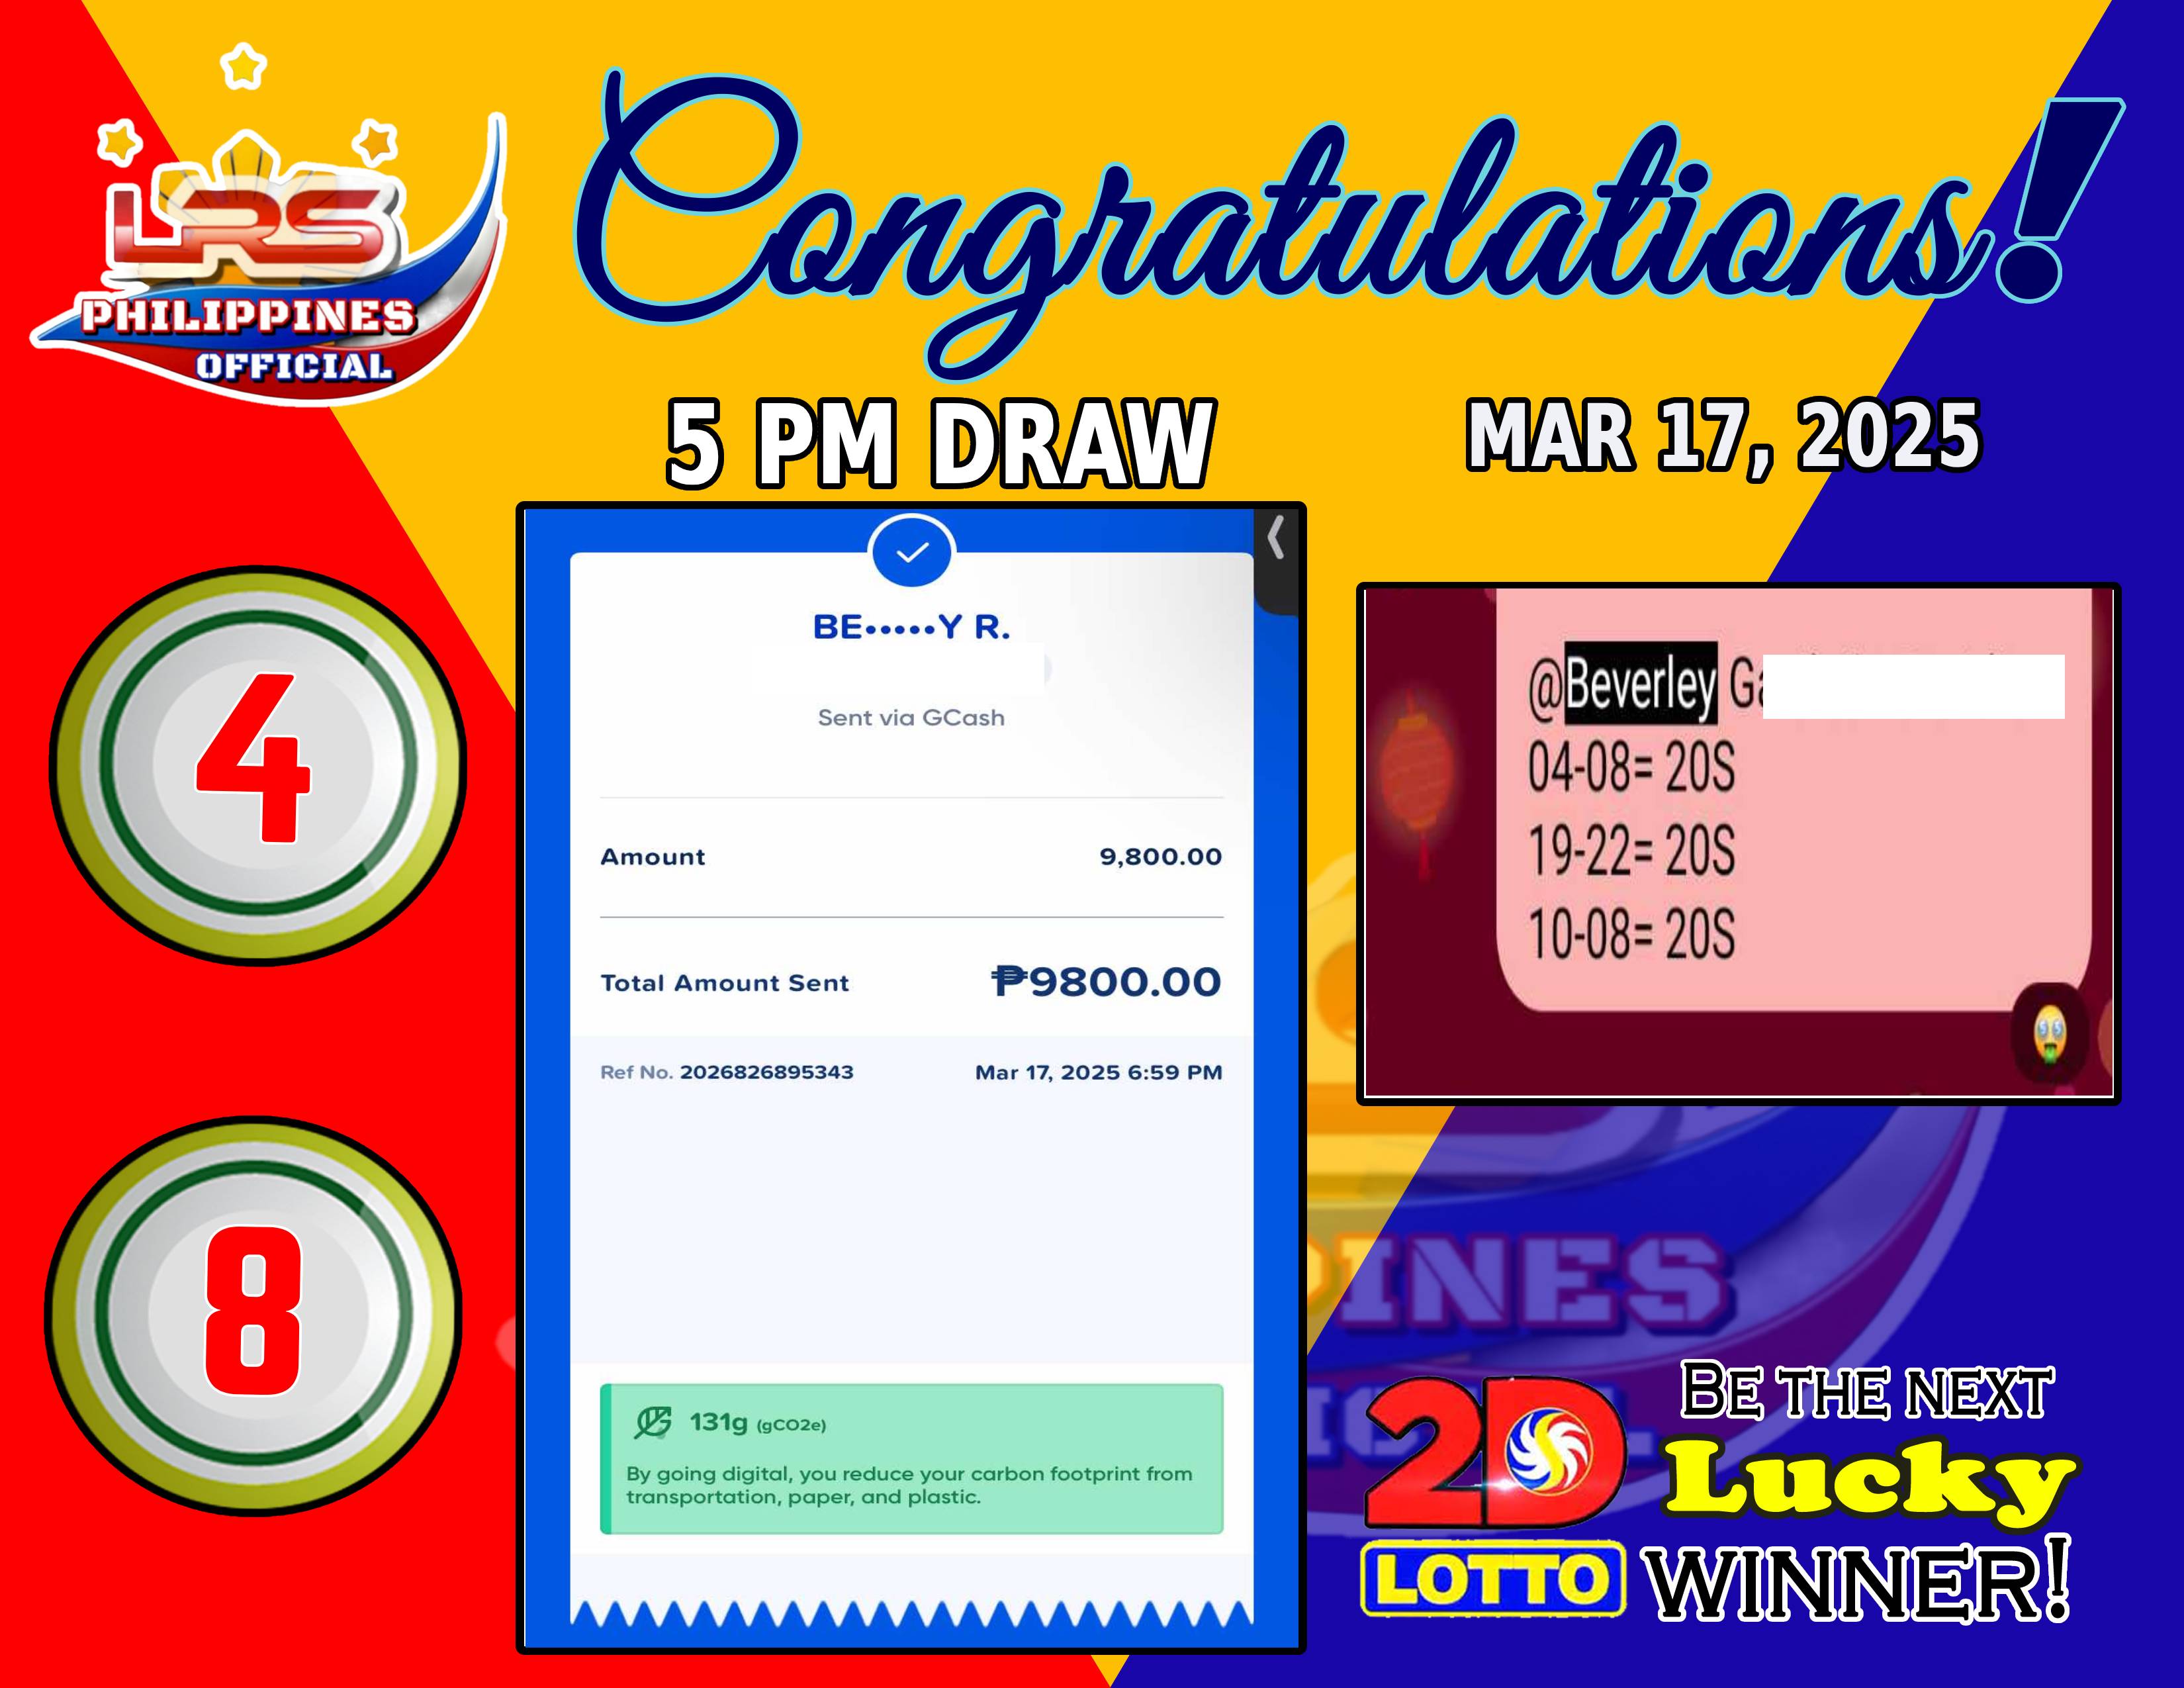 LRS
PHILIPPINES
OFFICIAL
Congratulations!
5 PM DRAW
MAR 17, 2025
4
8
BE•••••Y R.
Sent via GCash
Amount 9,800.00
Total Amount Sent ₱9800.00
Ref No. 2026826895343 Mar 17, 2025 6:59 PM
131g (gCO2e)
By going digital, you reduce your carbon footprint from
transportation, paper, and plastic.
@Beverley
04-08= 20S
19-22= 20S
10-08= 20S
PINES
2D
LOTTO
BE THE NEXT
Lucky
WINNER!